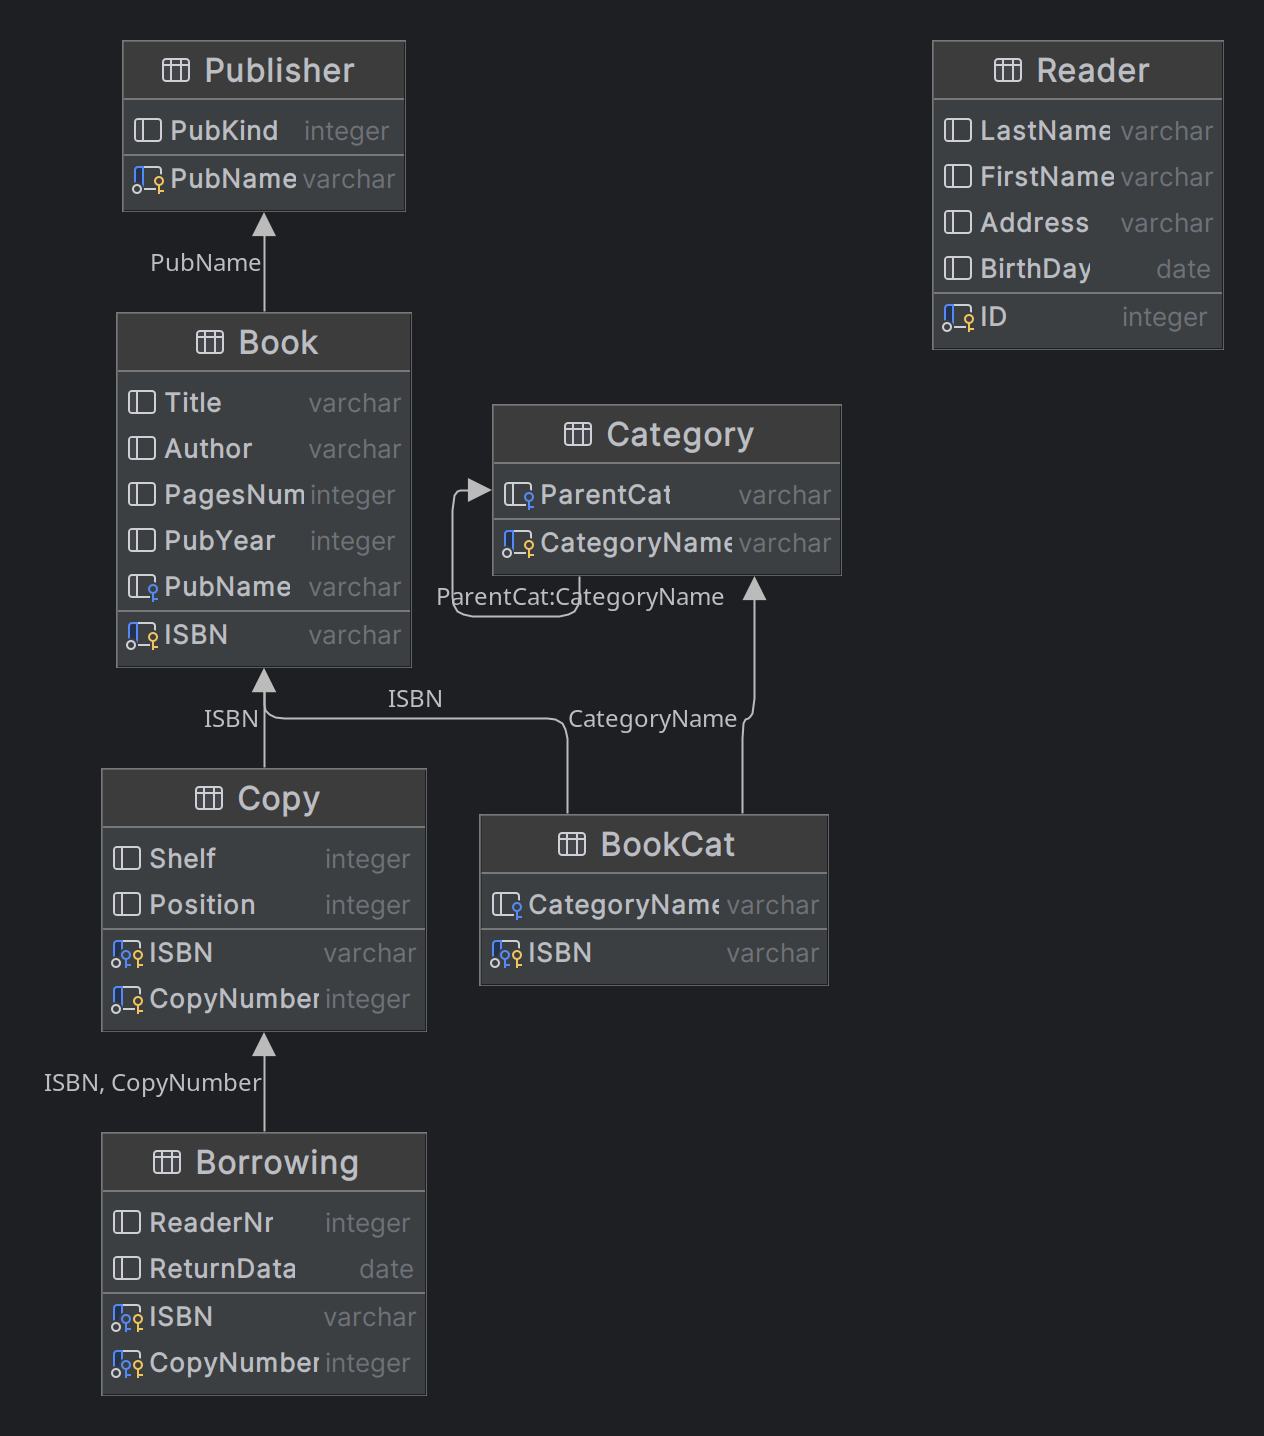 Publisher
PubKind integer
PubName varchar
PubName
Book
Title varchar
Author varchar
PagesNum integer
PubYear integer
PubName varchar
ISBN varchar
ISBN
ISBN
Copy
Shelf integer
Position integer
ISBN varchar
CopyNumber integer
ISBN, CopyNumber
Borrowing
ReaderNr integer
ReturnData date
ISBN varchar
CopyNumber integer
Category
ParentCat varchar
CategoryName varchar
ParentCat:CategoryName
CategoryName
BookCat
CategoryName varchar
ISBN varchar
Reader
LastName varchar
FirstName varchar
Address varchar
BirthDay date
ID integer